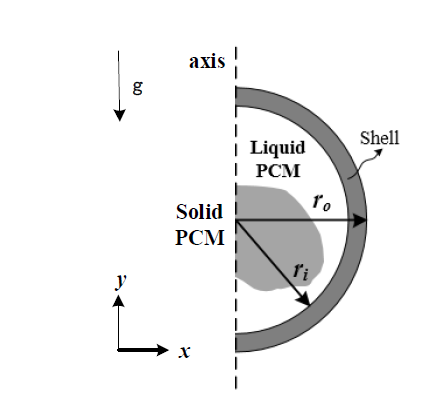 axis
g
Shell
Liquid
PCM
r_o
Solid
PCM
r_i
y
x